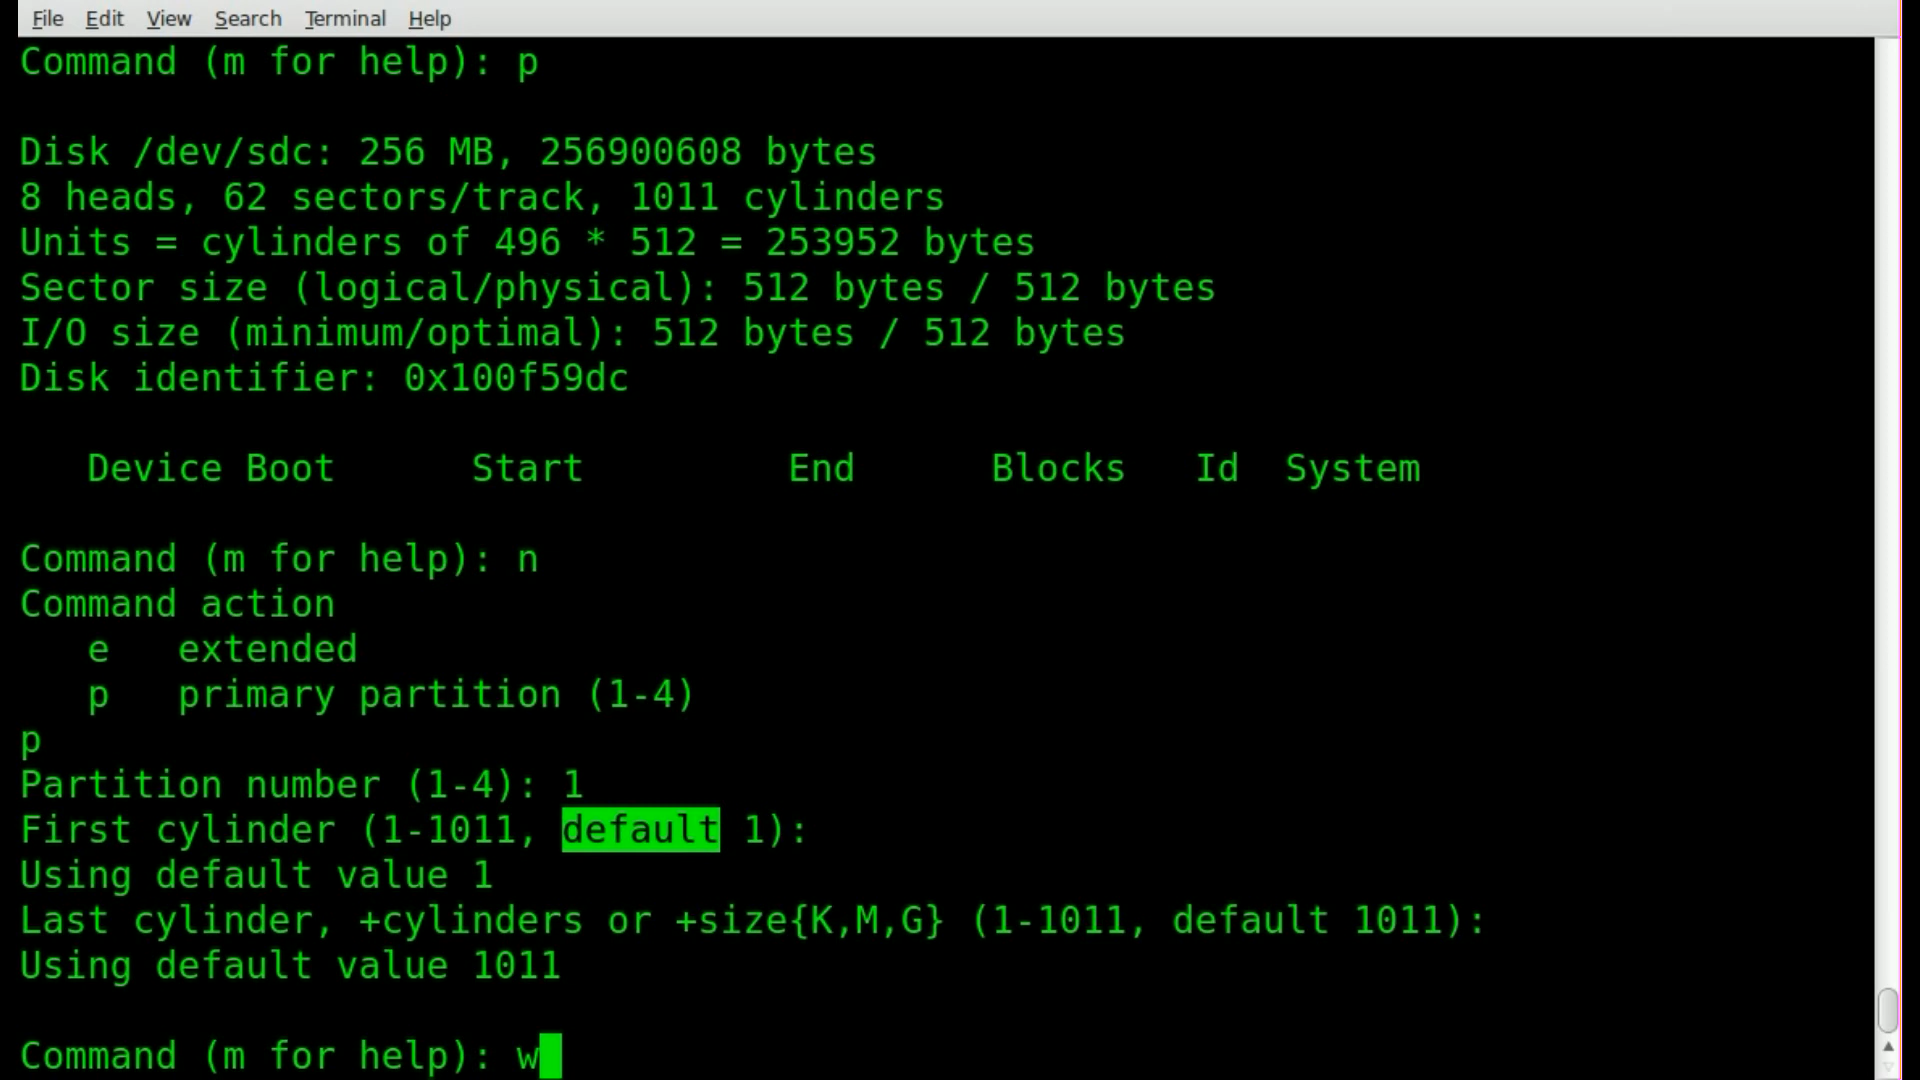 File Edit View Search Terminal Help
Command (m for help): p
Disk /dev/sdc: 256 MB, 256900608 bytes
8 heads, 62 sectors/track, 1011 cylinders
Units = cylinders of 496 * 512 = 253952 bytes
Sector size (logical/physical): 512 bytes / 512 bytes
I/O size (minimum/optimal): 512 bytes / 512 bytes
Disk identifier: 0x100f59dc
   Device Boot      Start         End      Blocks   Id  System
Command (m for help): n
Command action
   e   extended
   p   primary partition (1-4)
p
Partition number (1-4): 1
First cylinder (1-1011, default 1):
Using default value 1
Last cylinder, +cylinders or +size{K,M,G} (1-1011, default 1011):
Using default value 1011
Command (m for help): w